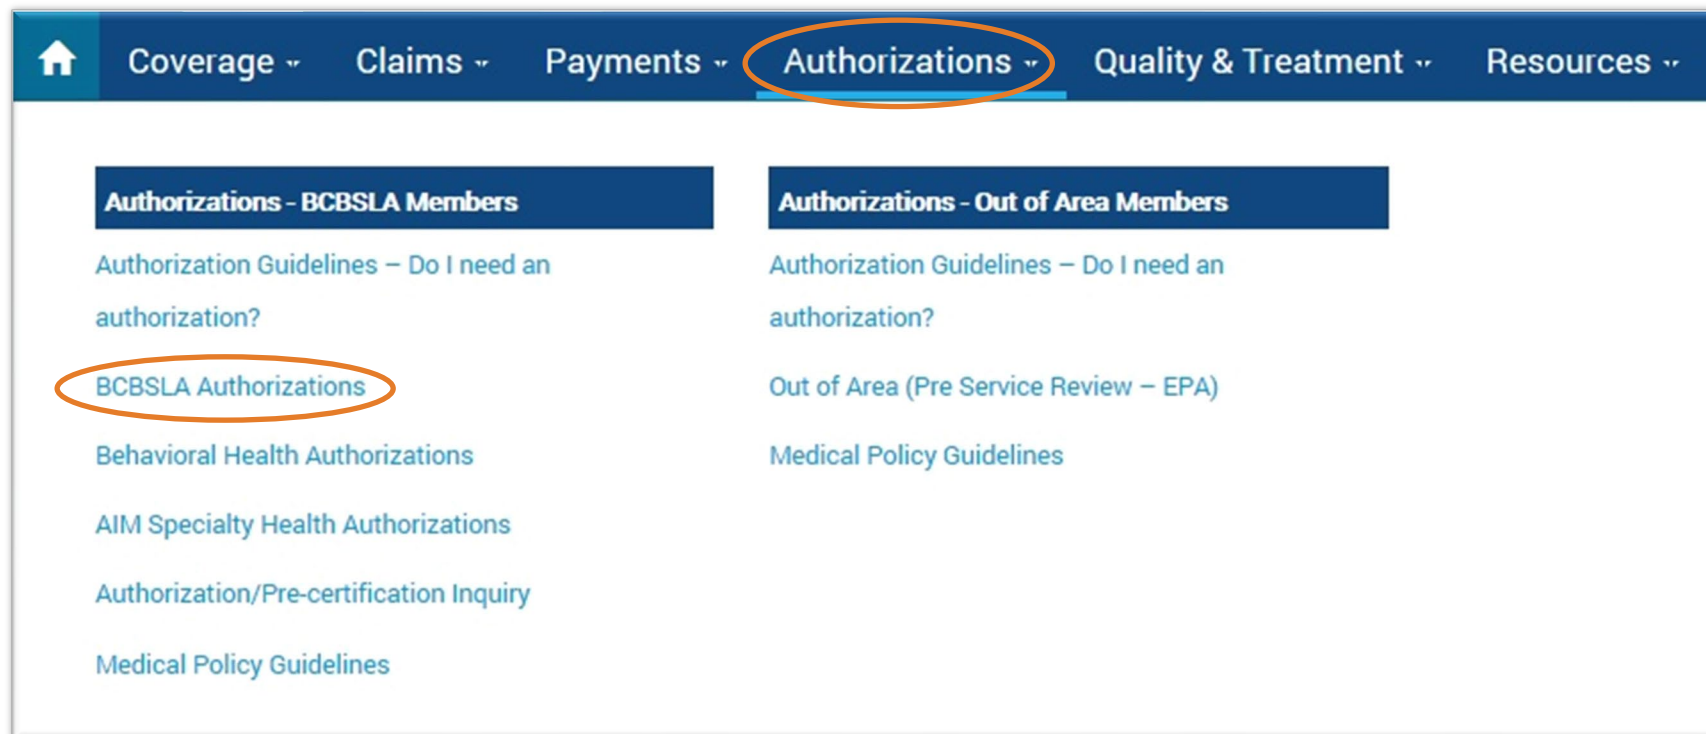 Coverage Claims Payments Authorizations Quality & Treatment Resources
Authorizations - BCBSLA Members
Authorization Guidelines – Do I need an
authorization?
BCBSLA Authorizations
Behavioral Health Authorizations
AIM Specialty Health Authorizations
Authorization/Pre-certification Inquiry
Medical Policy Guidelines
Authorizations - Out of Area Members
Authorization Guidelines – Do I need an
authorization?
Out of Area (Pre Service Review – EPA)
Medical Policy Guidelines